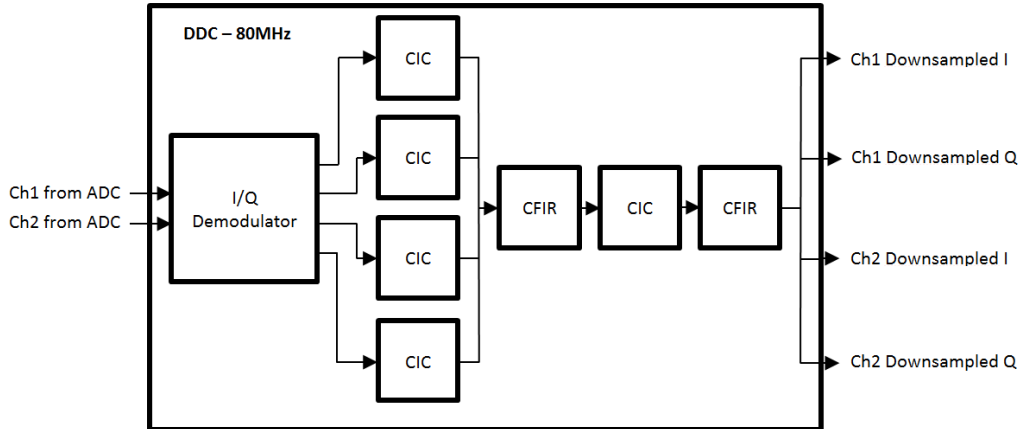 DDC – 80MHz
Ch1 from ADC
Ch2 from ADC
I/Q
Demodulator
CIC
CIC
CIC
CIC
CFIR
CIC
CFIR
Ch1 Downsampled I
Ch1 Downsampled Q
Ch2 Downsampled I
Ch2 Downsampled Q